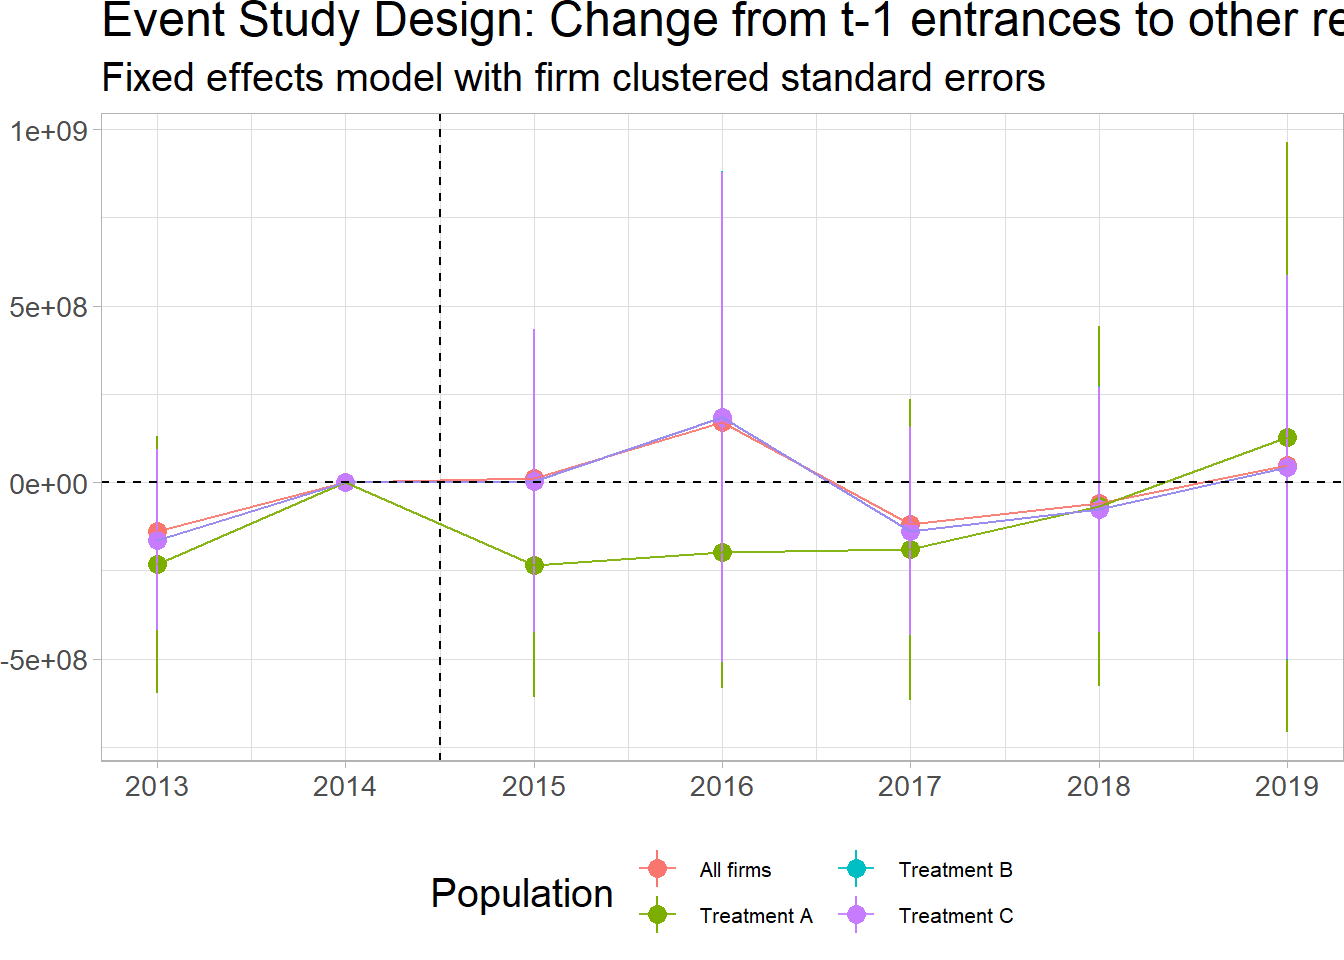 Event Study Design: Change from t-1 entrances to other re
Fixed effects model with firm clustered standard errors
1e+09
5e+08
0e+00
-5e+08
2013 2014 2015 2016 2017 2018 2019
Population
All firms Treatment B
Treatment A Treatment C